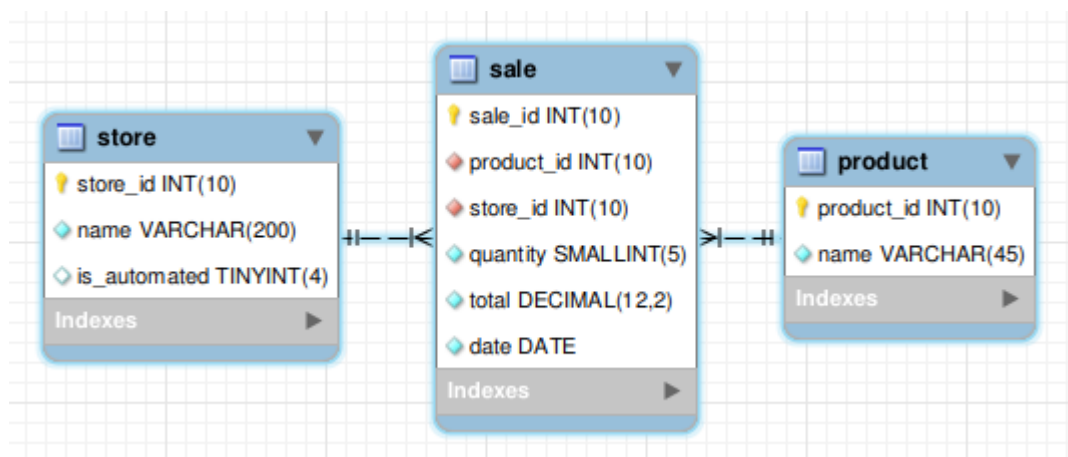 store
store_id INT(10)
name VARCHAR(200)
is_automated TINYINT(4)
Indexes
sale
sale_id INT(10)
product_id INT(10)
store_id INT(10)
quantity SMALLINT(5)
total DECIMAL(12,2)
date DATE
Indexes
product
product_id INT(10)
name VARCHAR(45)
Indexes